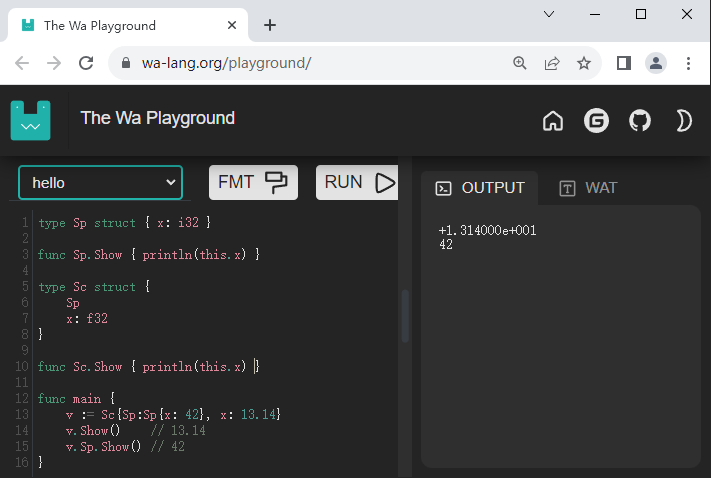 The Wa Playground
wa-lang.org/playground/
The Wa Playground
hello
FMT
RUN
OUTPUT
WAT
1 type Sp struct { x: i32 }
2
3 func Sp.Show { println(this.x) }
4
5 type Sc struct {
6     Sp
7     x: f32
8 }
9
10 func Sc.Show { println(this.x) }
11
12 func main {
13     v := Sc{Sp:Sp{x: 42}, x: 13.14}
14     v.Show()    // 13.14
15     v.Sp.Show() // 42
16 }
+1.314000e+001
42